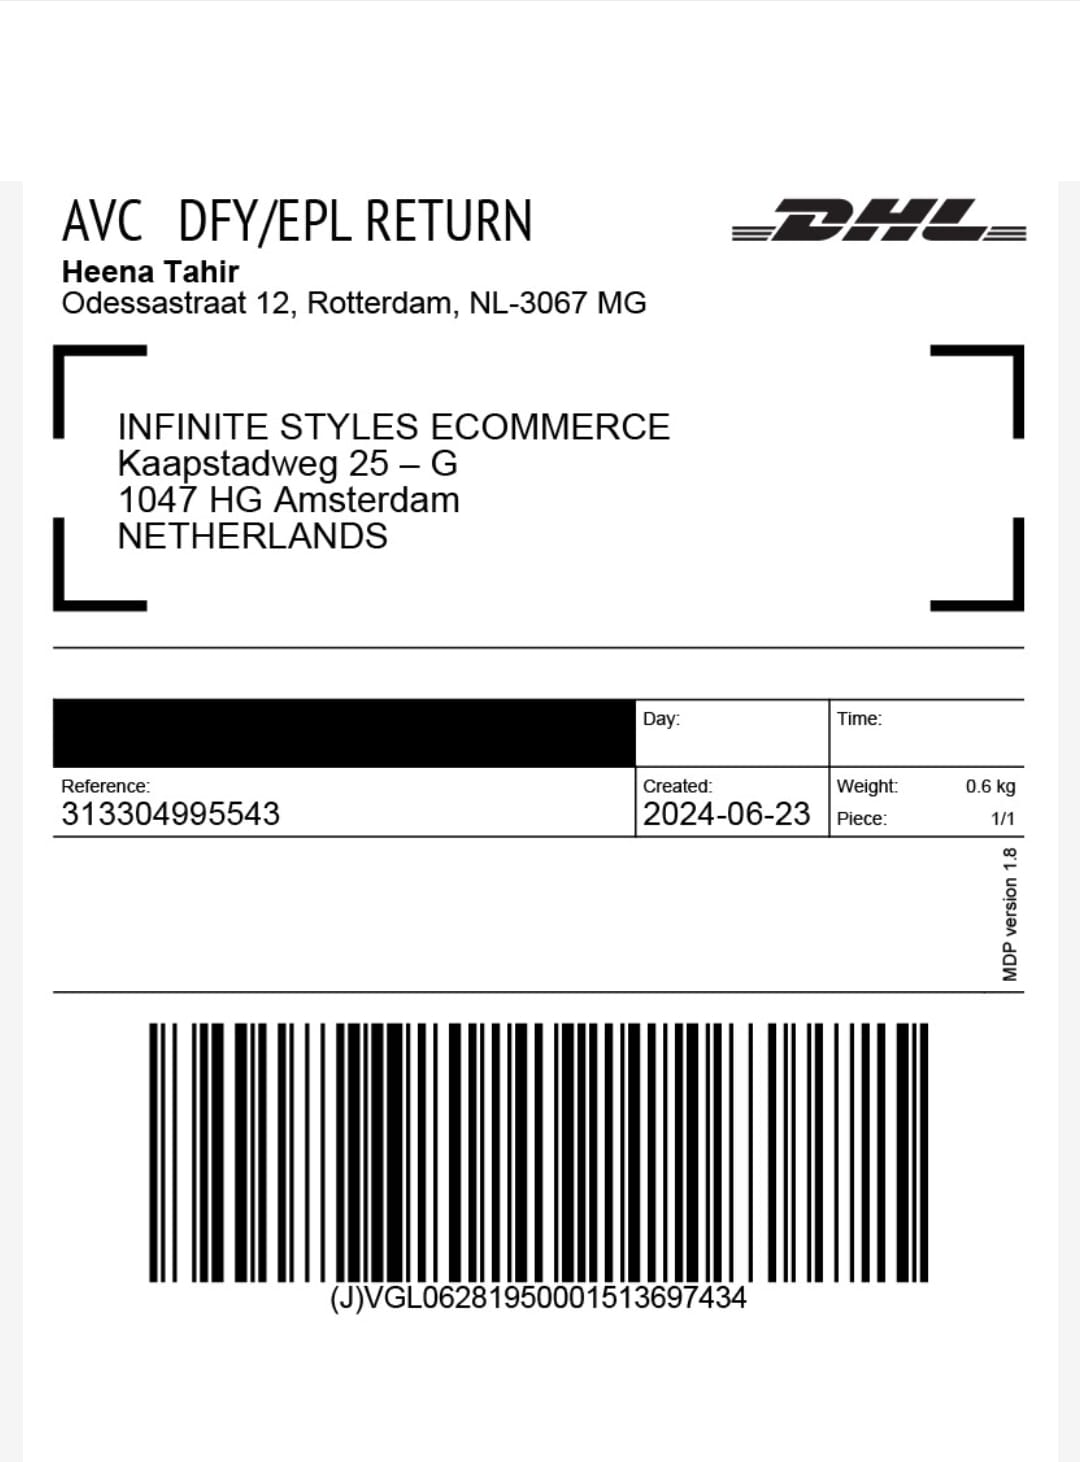 AVC DFY/EPL RETURN
DHL
Heena Tahir
Odessastraat 12, Rotterdam, NL-3067 MG
INFINITE STYLES ECOMMERCE
Kaapstadweg 25 – G
1047 HG Amsterdam
NETHERLANDS
Day:
Time:
Reference:
313304995543
Created:
2024-06-23
Weight: 0.6 kg
Piece: 1/1
MDP version 1.8
(J)VGL062819500001513697434